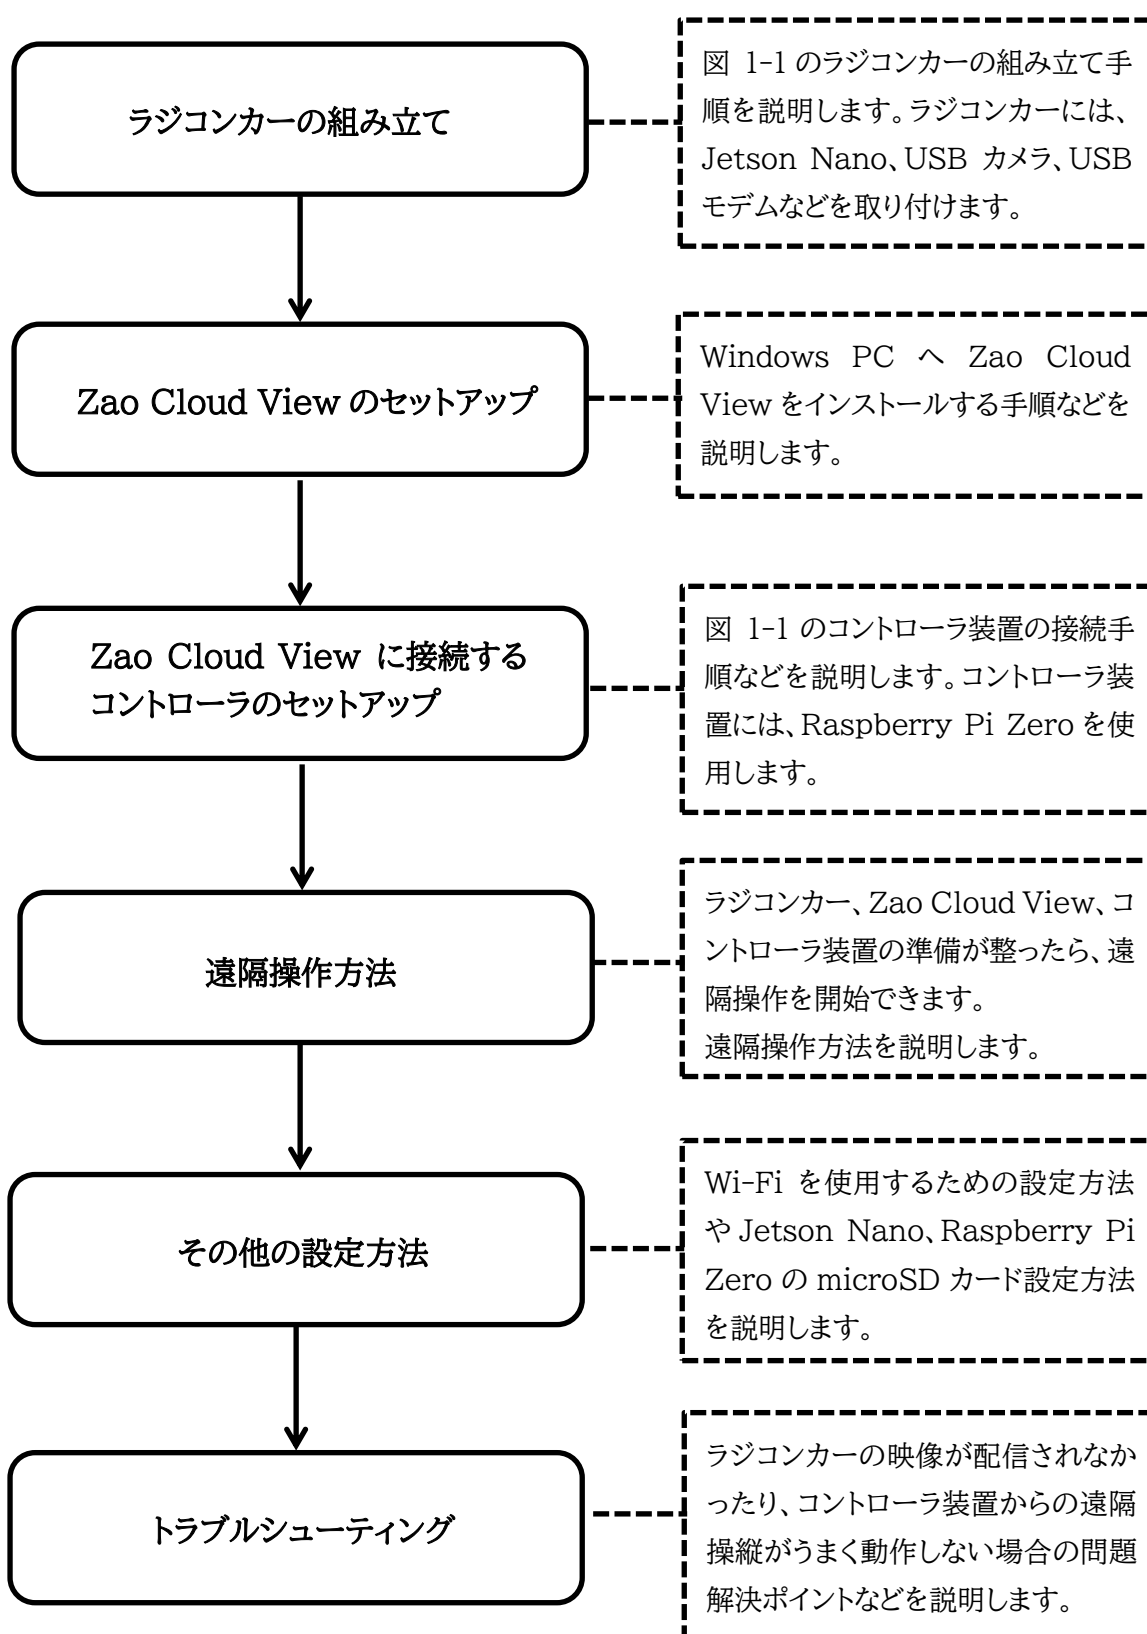 ラジコンカーの組み立て
図 1-1 のラジコンカーの組み立て手
順を説明します。ラジコンカーには、
Jetson Nano、USB カメラ、USB
モデムなどを取り付けます。
Zao Cloud View のセットアップ
Windows PC へ Zao Cloud
View をインストールする手順などを
説明します。
Zao Cloud View に接続する
コントローラのセットアップ
図 1-1 のコントローラ装置の接続手
順などを説明します。コントローラ装
置には、Raspberry Pi Zero を使
用します。
遠隔操作方法
ラジコンカー、Zao Cloud View、コ
ントローラ装置の準備が整ったら、遠
隔操作を開始できます。
遠隔操作方法を説明します。
その他の設定方法
Wi-Fi を使用するための設定方法
や Jetson Nano、Raspberry Pi
Zero の microSD カード設定方法
を説明します。
トラブルシューティング
ラジコンカーの映像が配信されなか
ったり、コントローラ装置からの遠隔
操縦がうまく動作しない場合の問題
解決ポイントなどを説明します。